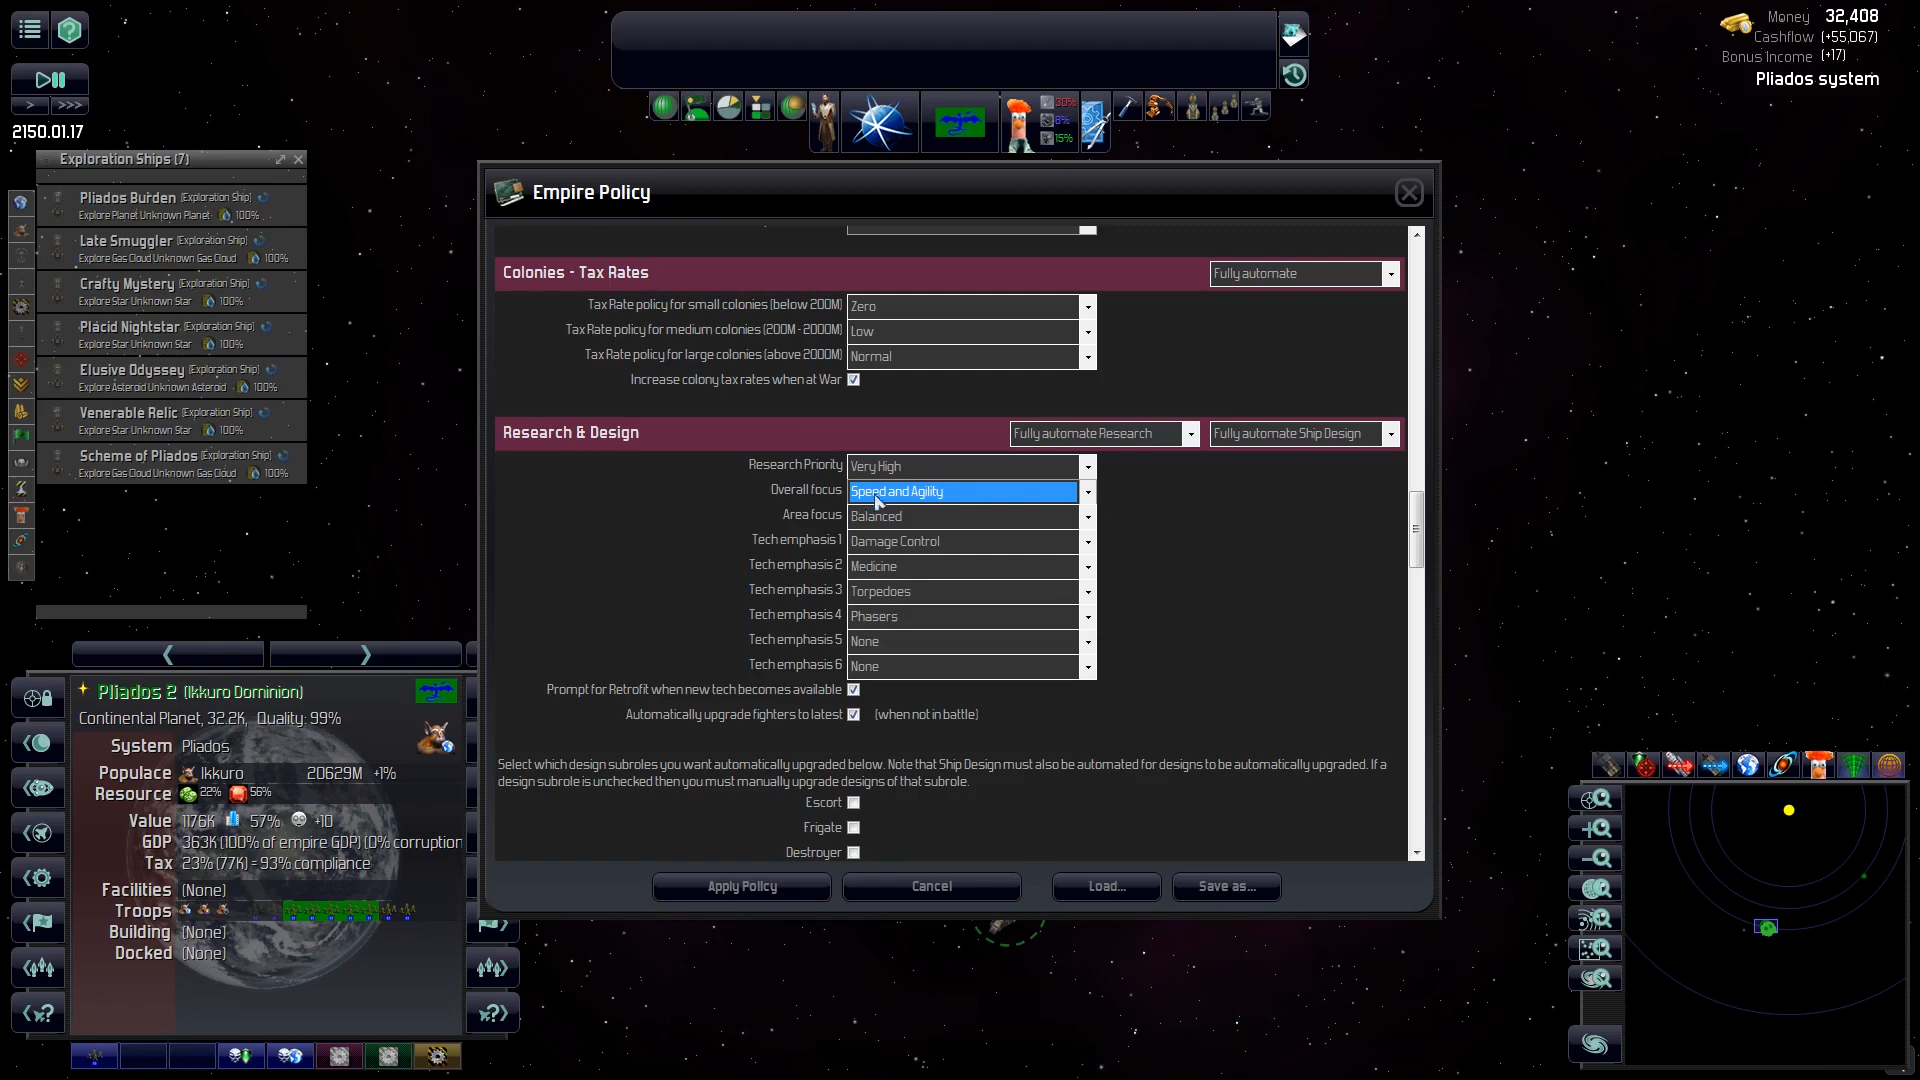 Money 32,408
Cashflow (+55,067)
Bonus Income (+17)
Pliados system
> >>>
2150.01.17
30%
8%
15%
Exploration Ships (7)
Pliados Burden (Exploration Ship)
Explore Planet Unknown Planet 100%
Late Smuggler (Exploration Ship)
Explore Gas Cloud Unknown Gas Cloud 100%
Crafty Mystery (Exploration Ship)
Explore Star Unknown Star 100%
Placid Nightstar (Exploration Ship)
Explore Star Unknown Star 100%
Elusive Odyssey (Exploration Ship)
Explore Asteroid Unknown Asteroid 100%
Venerable Relic (Exploration Ship)
Explore Star Unknown Star 100%
Scheme of Pliados (Exploration Ship)
Explore Gas Cloud Unknown Gas Cloud 100%
Empire Policy
Colonies - Tax Rates Fully automate
Tax Rate policy for small colonies (below 200M) Zero
Tax Rate policy for medium colonies (200M - 2000M) Low
Tax Rate policy for large colonies (above 2000M) Normal
Increase colony tax rates when at War
Research & Design Fully automate Research Fully automate Ship Design
Research Priority Very High
Overall focus Speed and Agility
Area focus Balanced
Tech emphasis 1 Damage Control
Tech emphasis 2 Medicine
Tech emphasis 3 Torpedoes
Tech emphasis 4 Phasers
Tech emphasis 5 None
Tech emphasis 6 None
Prompt for Retrofit when new tech becomes available
Automatically upgrade fighters to latest (when not in battle)
Select which design subroles you want automatically upgraded below. Note that Ship Design must also be automated for designs to be automatically upgraded. If a
design subrole is unchecked then you must manually upgrade designs of that subrole.
Escort
Frigate
Destroyer
Apply Policy Cancel Load... Save as...
Pliados 2 (Ikkuro Dominion)
Continental Planet, 32.2K, Quality: 99%
System Pliados
Populace Ikkuro 20629M +1%
Resource 22% 56%
Value 1176K 57% +10
GDP 363K (100% of empire GDP) (0% corruption
Tax 23% (77K) = 93% compliance
Facilities (None)
Troops
Building (None)
Docked (None)